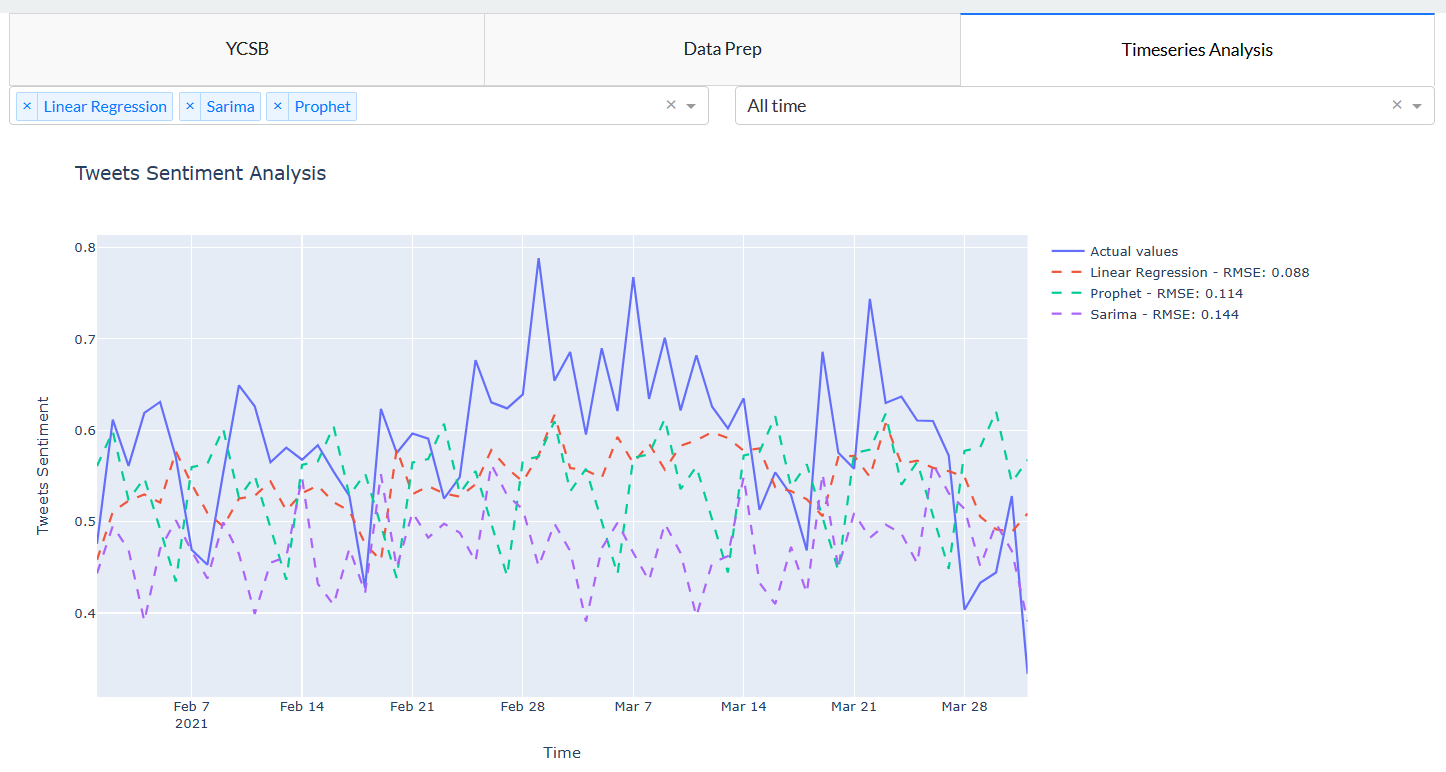 YCSB
Data Prep
Timeseries Analysis
× Linear Regression × Sarima × Prophet ×
All time ×
Tweets Sentiment Analysis
0.8
0.7
0.6
0.5
0.4
Tweets Sentiment
Feb 7
2021
Feb 14
Feb 21
Feb 28
Mar 7
Mar 14
Mar 21
Mar 28
Time
Actual values
Linear Regression - RMSE: 0.088
Prophet - RMSE: 0.114
Sarima - RMSE: 0.144